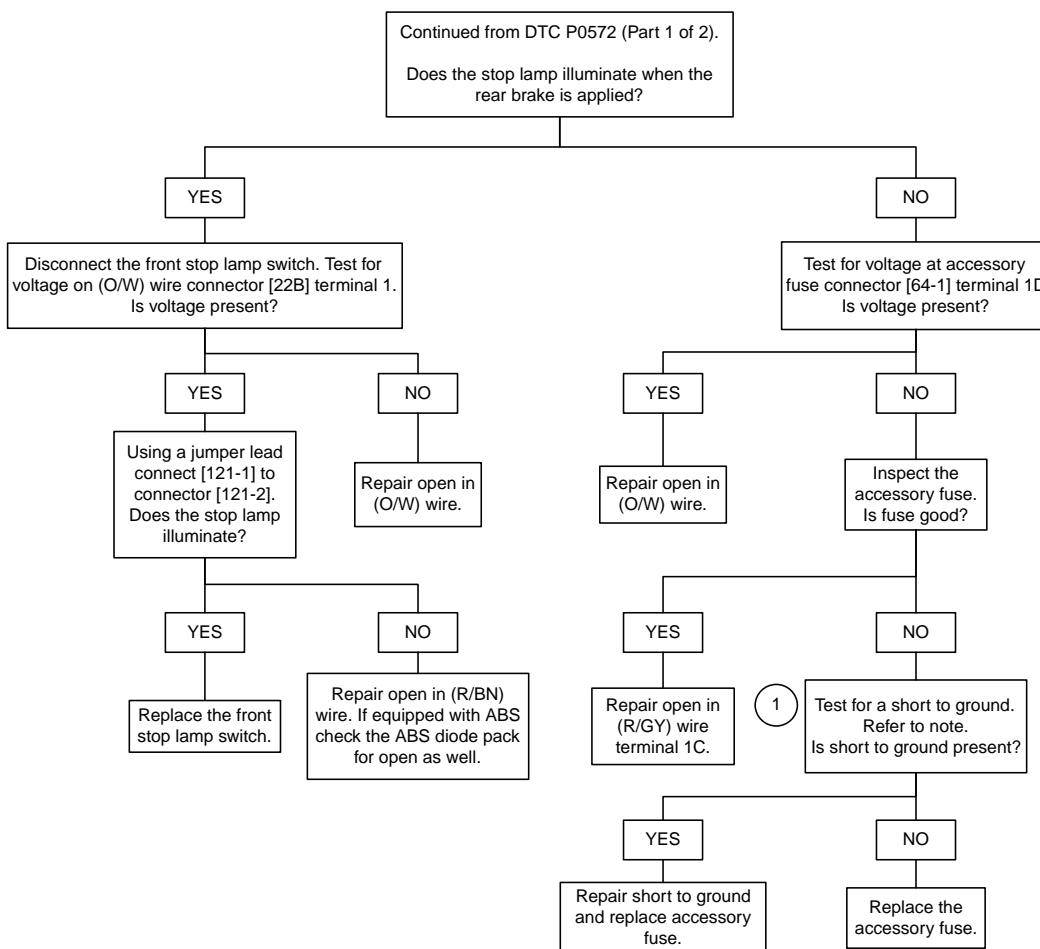 Continued from DTC P0572 (Part 1 of 2).
Does the stop lamp illuminate when the
rear brake is applied?
YES
NO
Disconnect the front stop lamp switch. Test for
voltage on (O/W) wire connector [22B] terminal 1.
Is voltage present?
Test for voltage at accessory
fuse connector [64-1] terminal 1D
Is voltage present?
YES
NO
YES
NO
Using a jumper lead
connect [121-1] to
connector [121-2].
Does the stop lamp
illuminate?
Repair open in
(O/W) wire.
Repair open in
(O/W) wire.
Inspect the
accessory fuse.
Is fuse good?
YES
NO
YES
NO
Replace the front
stop lamp switch.
Repair open in (R/BN)
wire. If equipped with ABS
check the ABS diode pack
for open as well.
Repair open in
(R/GY) wire
terminal 1C.
1
Test for a short to ground.
Refer to note.
Is short to ground present?
YES
NO
Repair short to ground
and replace accessory
fuse.
Replace the
accessory fuse.